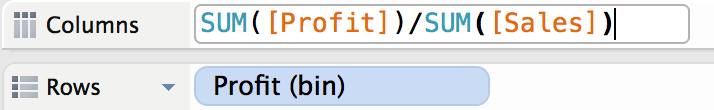 Columns SUM([Profit])/SUM([Sales])
Rows Profit (bin)